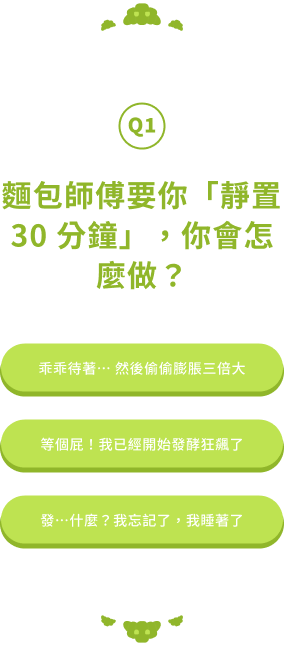 Q1
麵包師傅要你「靜置
30 分鐘」，你會怎
麼做？
乖乖待著⋯ 然後偷偷膨脹三倍大
等個屁！我已經開始發酵狂飆了
發⋯什麼？我忘記了，我睡著了